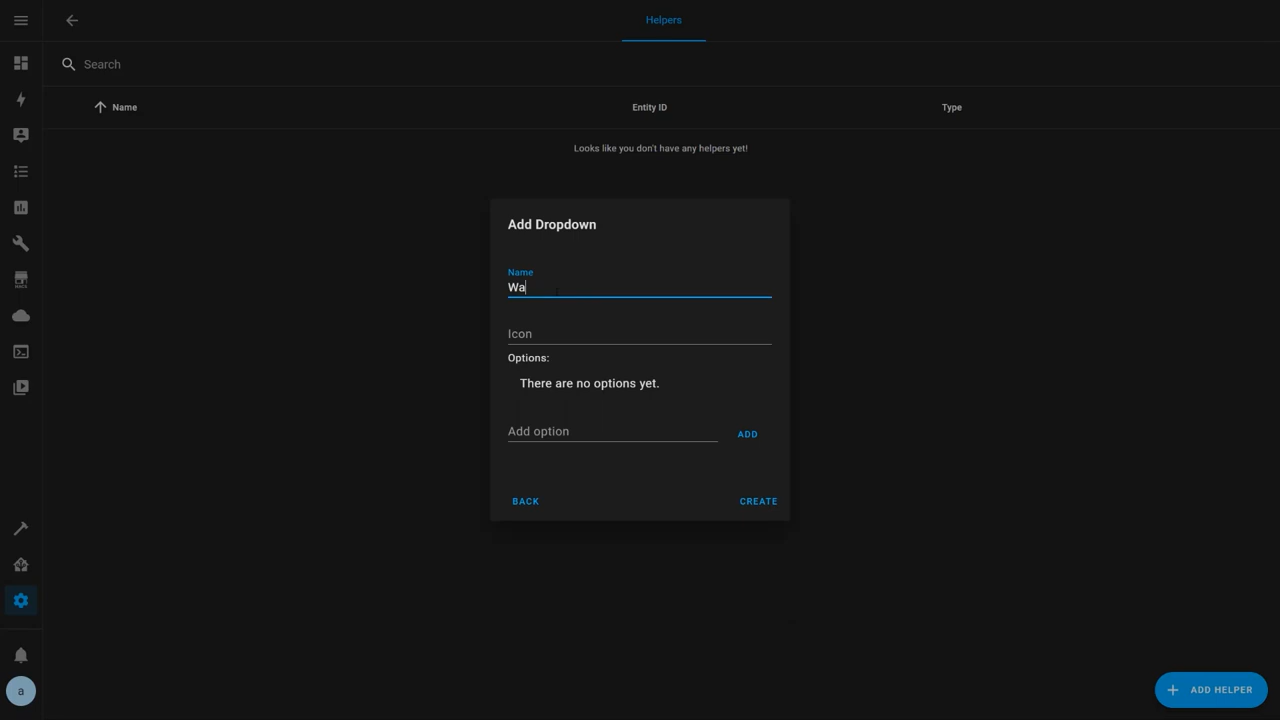 Helpers
Search
Name
Entity ID
Type
Looks like you don't have any helpers yet!
Add Dropdown
Name
Wa
Icon
Options:
There are no options yet.
Add option
ADD
BACK
CREATE
ADD HELPER
a